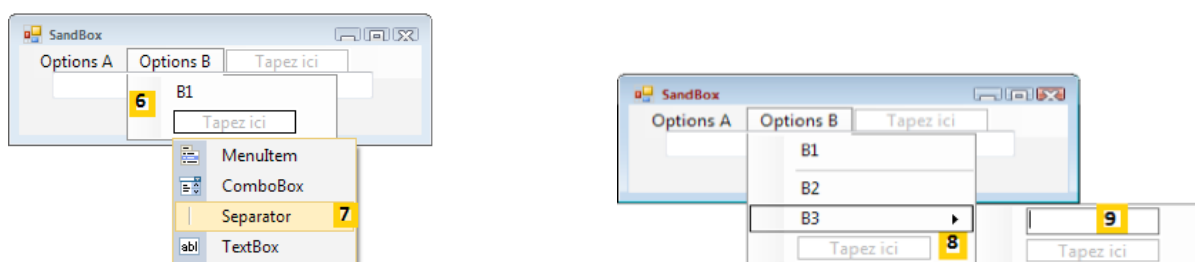 SandBox
Options A Options B Tapez ici
6 B1
Tapez ici
MenuItem
ComboBox
Separator 7
abl TextBox
SandBox
Options A Options B Tapez ici
B1
B2
B3 9
Tapez ici 8 Tapez ici